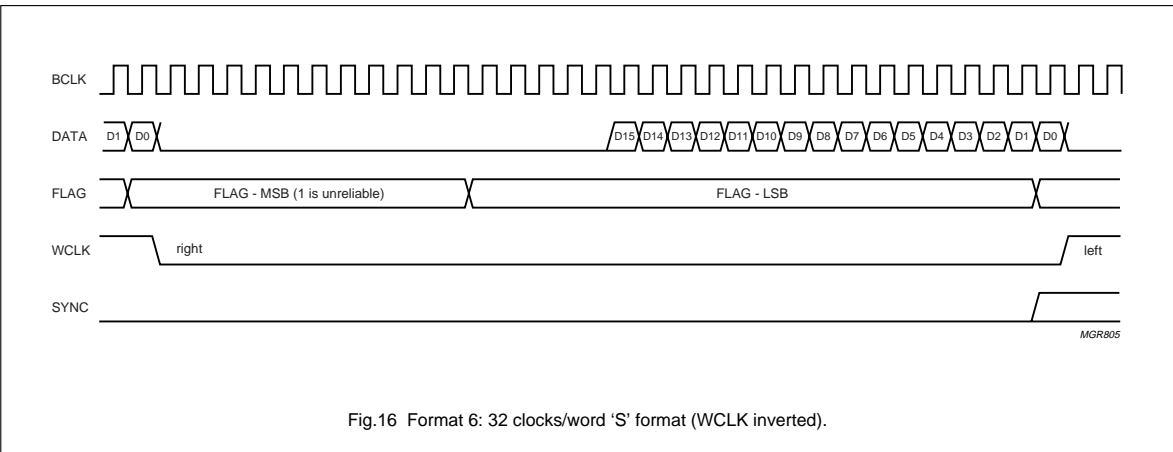 BCLK
DATA D1 D0 D15 D14 D13 D12 D11 D10 D9 D8 D7 D6 D5 D4 D3 D2 D1 D0
FLAG FLAG - MSB (1 is unreliable) FLAG - LSB
WCLK right left
SYNC
MGR805
Fig.16 Format 6: 32 clocks/word ‘S’ format (WCLK inverted).